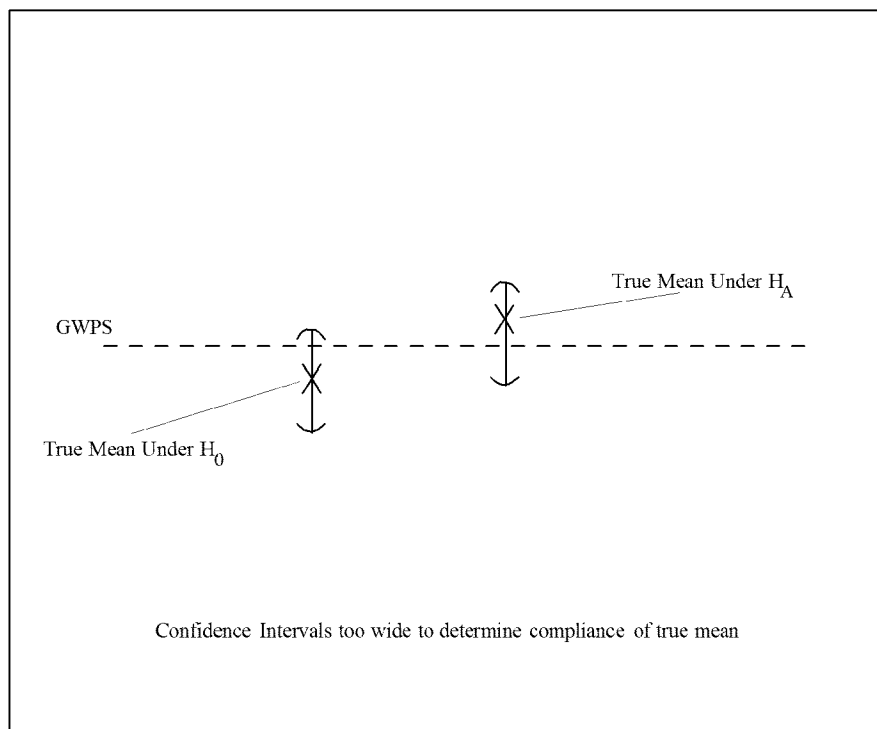 True Mean Under H_A
GWPS
True Mean Under H_0
Confidence Intervals too wide to determine compliance of true mean